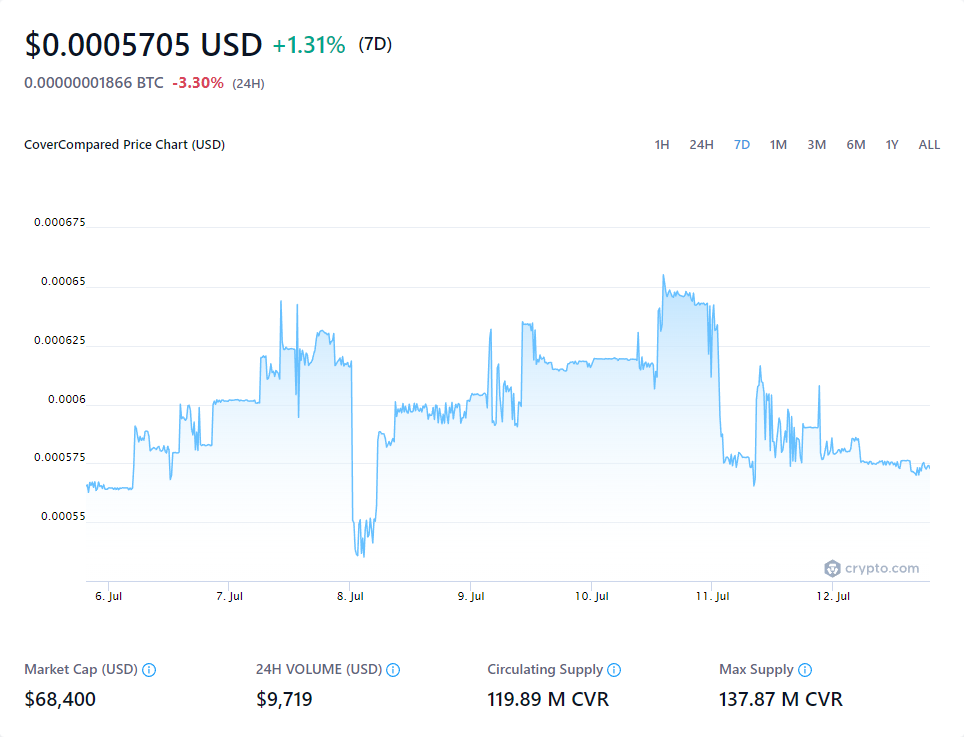 $0.0005705 USD +1.31% (7D)
0.00000001866 BTC -3.30% (24H)
CoverCompared Price Chart (USD) 1H 24H 7D 1M 3M 6M 1Y ALL
0.000675
0.00065
0.000625
0.0006
0.000575
0.00055
crypto.com
6. Jul 7. Jul 8. Jul 9. Jul 10. Jul 11. Jul 12. Jul
Market Cap (USD) 24H VOLUME (USD) Circulating Supply Max Supply
$68,400 $9,719 119.89 M CVR 137.87 M CVR